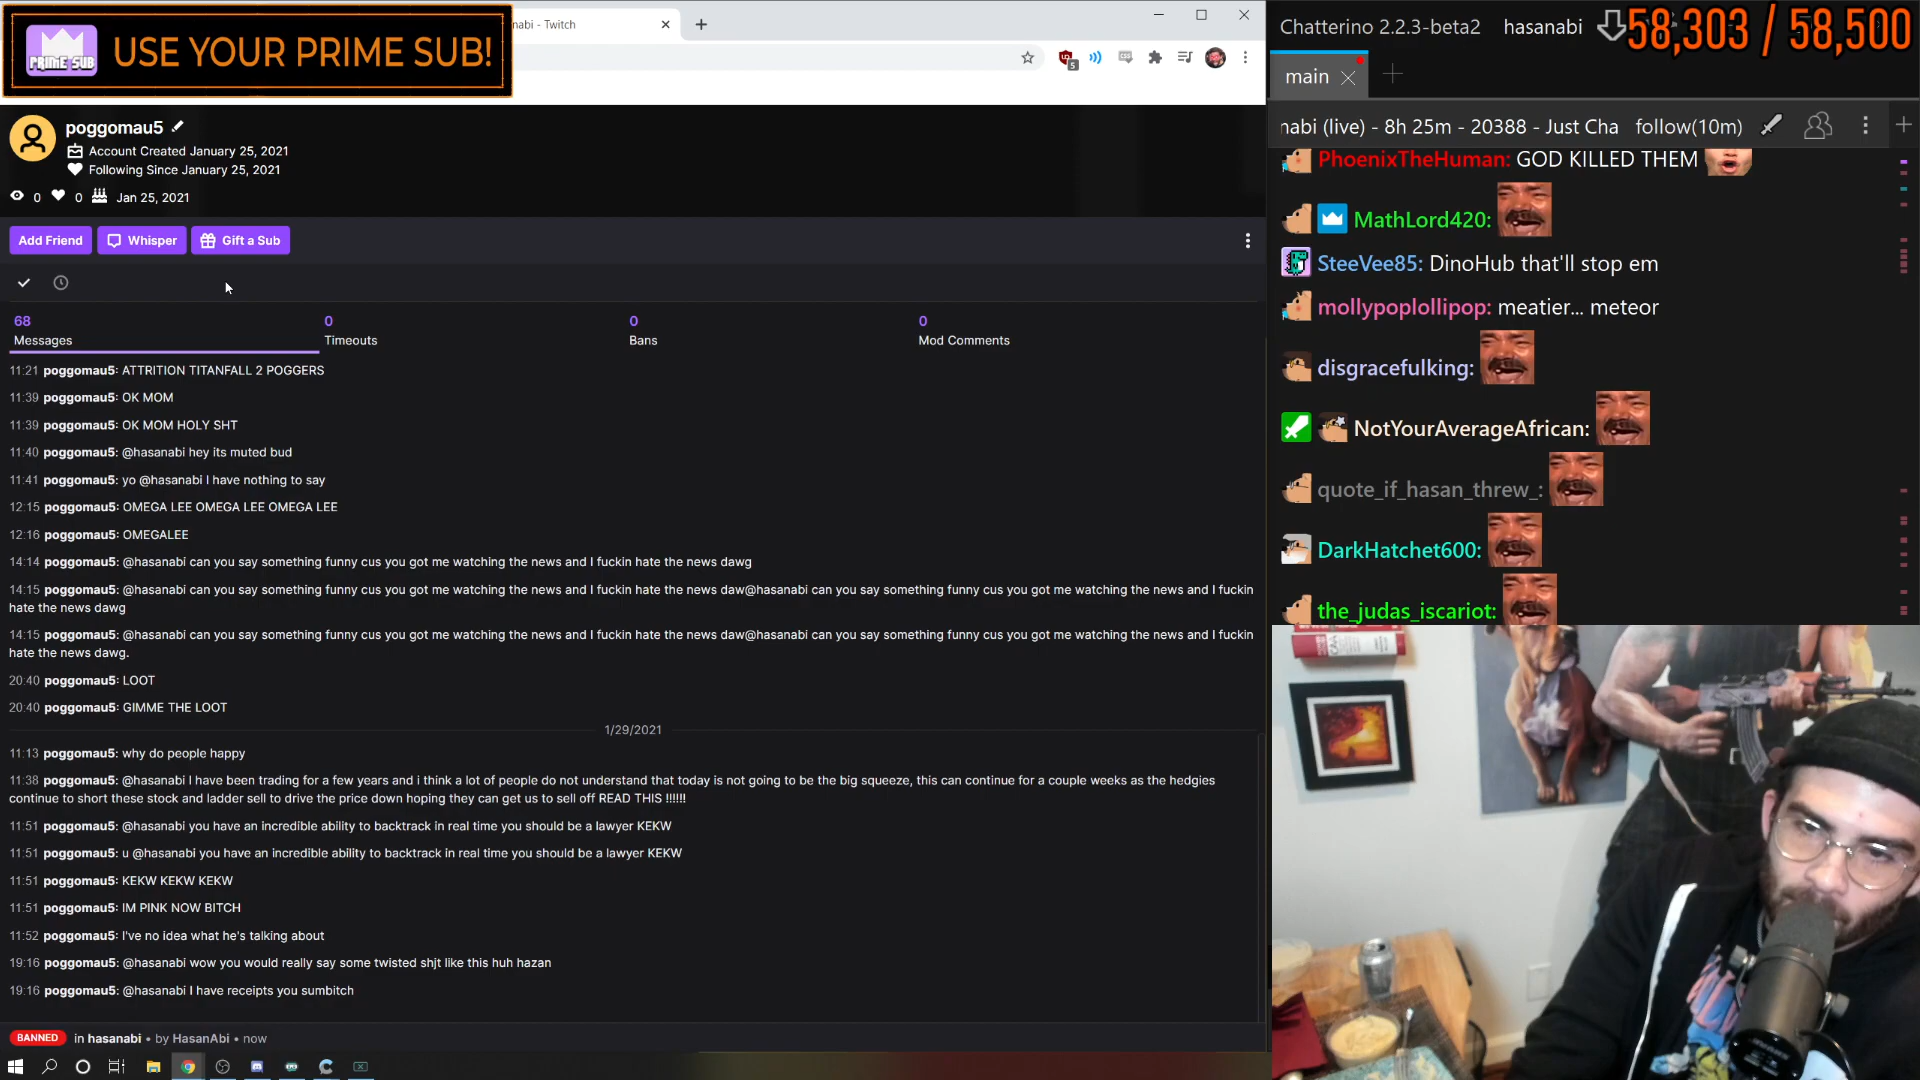 PRIME SUB
USE YOUR PRIME SUB!
nabi - Twitch
5
poggomau5
Account Created January 25, 2021
Following Since January 25, 2021
0 0 Jan 25, 2021
Add Friend
Whisper
Gift a Sub
68
Messages
0
Timeouts
0
Bans
0
Mod Comments
11:21 poggomau5: ATTRITION TITANFALL 2 POGGERS
11:39 poggomau5: OK MOM
11:39 poggomau5: OK MOM HOLY SHT
11:40 poggomau5: @hasanabi hey its muted bud
11:41 poggomau5: yo @hasanabi I have nothing to say
12:15 poggomau5: OMEGA LEE OMEGA LEE OMEGA LEE
12:16 poggomau5: OMEGALEE
14:14 poggomau5: @hasanabi can you say something funny cus you got me watching the news and I fuckin hate the news dawg
14:15 poggomau5: @hasanabi can you say something funny cus you got me watching the news and I fuckin hate the news daw@hasanabi can you say something funny cus you got me watching the news and I fuckin
hate the news dawg
14:15 poggomau5: @hasanabi can you say something funny cus you got me watching the news and I fuckin hate the news daw@hasanabi can you say something funny cus you got me watching the news and I fuckin
hate the news dawg.
20:40 poggomau5: LOOT
20:40 poggomau5: GIMME THE LOOT
1/29/2021
11:13 poggomau5: why do people happy
11:38 poggomau5: @hasanabi I have been trading for a few years and i think a lot of people do not understand that today is not going to be the big squeeze, this can continue for a couple weeks as the hedgies
continue to short these stock and ladder sell to drive the price down hoping they can get us to sell off READ THIS !!!!!!
11:51 poggomau5: @hasanabi you have an incredible ability to backtrack in real time you should be a lawyer KEKW
11:51 poggomau5: u @hasanabi you have an incredible ability to backtrack in real time you should be a lawyer KEKW
11:51 poggomau5: KEKW KEKW KEKW
11:51 poggomau5: IM PINK NOW BITCH
11:52 poggomau5: I've no idea what he's talking about
19:16 poggomau5: @hasanabi wow you would really say some twisted shjt like this huh hazan
19:16 poggomau5: @hasanabi I have receipts you sumbitch
BANNED in hasanabi • by HasanAbi • now
Chatterino 2.2.3-beta2 hasanabi
58,303 / 58,500
main
nabi (live) - 8h 25m - 20388 - Just Cha follow(10m)
PhoenixTheHuman: GOD KILLED THEM
MathLord420:
SteeVee85: DinoHub that'll stop em
mollypoplollipop: meatier... meteor
disgracefulking:
NotYourAverageAfrican:
quote_if_hasan_threw_:
DarkHatchet600:
the_judas_iscariot: